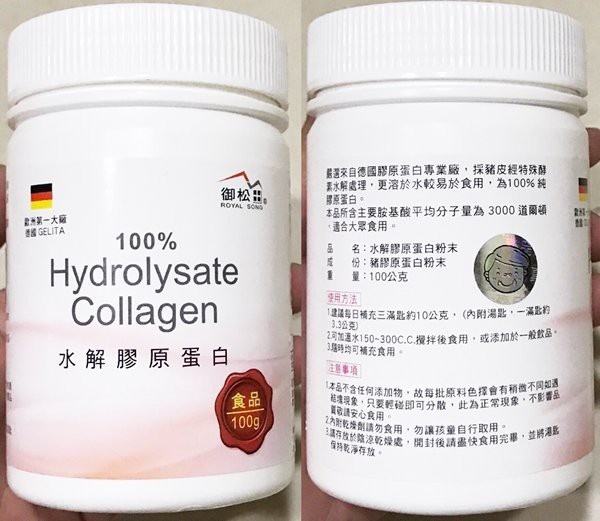 御松田®
ROYAL SONG
歐洲第一大廠
德國 GELITA
100%
Hydrolysate
Collagen
水解膠原蛋白
食品
100g
嚴選來自德國膠原蛋白專業廠，採豬皮經特殊酵
素水解處理，更溶於水較易於食用，為100%純
膠原蛋白。
本品所含主要胺基酸平均分子量為 3000 道爾頓
，適合大眾食用。
品 名：水解膠原蛋白粉末
成 份：豬膠原蛋白粉末
重 量：100公克
使用方法
1.建議每日補充三滿匙約10公克，(內附湯匙，一滿匙約
3.3公克)
2.可加溫水150~300C.C.攪拌後食用，或添加於一般飲品。
3.隨時均可補充食用。
注意事項
1.本品不含任何添加物，故每批原料色擇會有稍微不同如遇
結塊現象，只要輕碰即可分散，此為正常現象，不影響品
質敬請安心食用。
2.內附乾燥劑請勿食用，勿讓孩童自行取用。
3.請存放於陰涼乾燥處，開封後請盡快食用完畢，並將湯匙
保持乾淨存放。